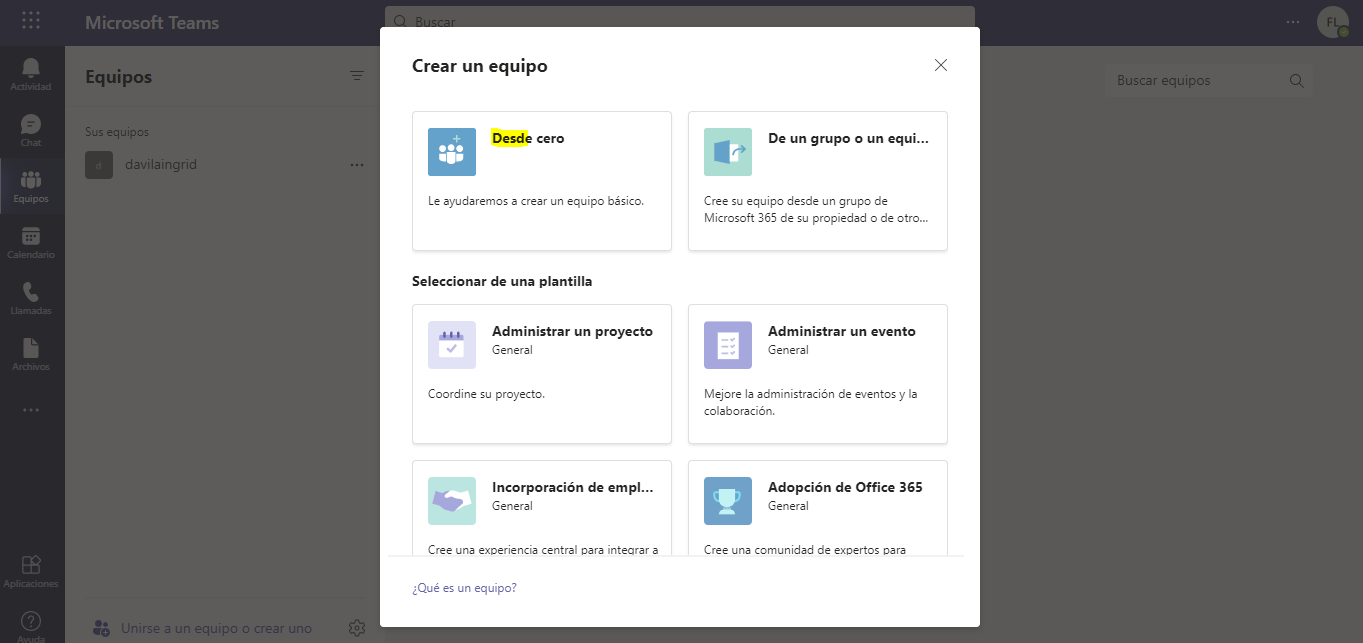 Microsoft Teams
Buscar
FL
Actividad
Chat
Equipos
Calendario
Llamadas
Archivos
Aplicaciones
Ayuda
Equipos
Sus equipos
d
davilaingrid
Unirse a un equipo o crear uno
Buscar equipos
Crear un equipo
Desde cero
Le ayudaremos a crear un equipo básico.
De un grupo o un equi...
Cree su equipo desde un grupo de
Microsoft 365 de su propiedad o de otro...
Seleccionar de una plantilla
Administrar un proyecto
General
Coordine su proyecto.
Administrar un evento
General
Mejore la administración de eventos y la
colaboración.
Incorporación de empl...
General
Cree una experiencia central para integrar a
Adopción de Office 365
General
Cree una comunidad de expertos para
¿Qué es un equipo?